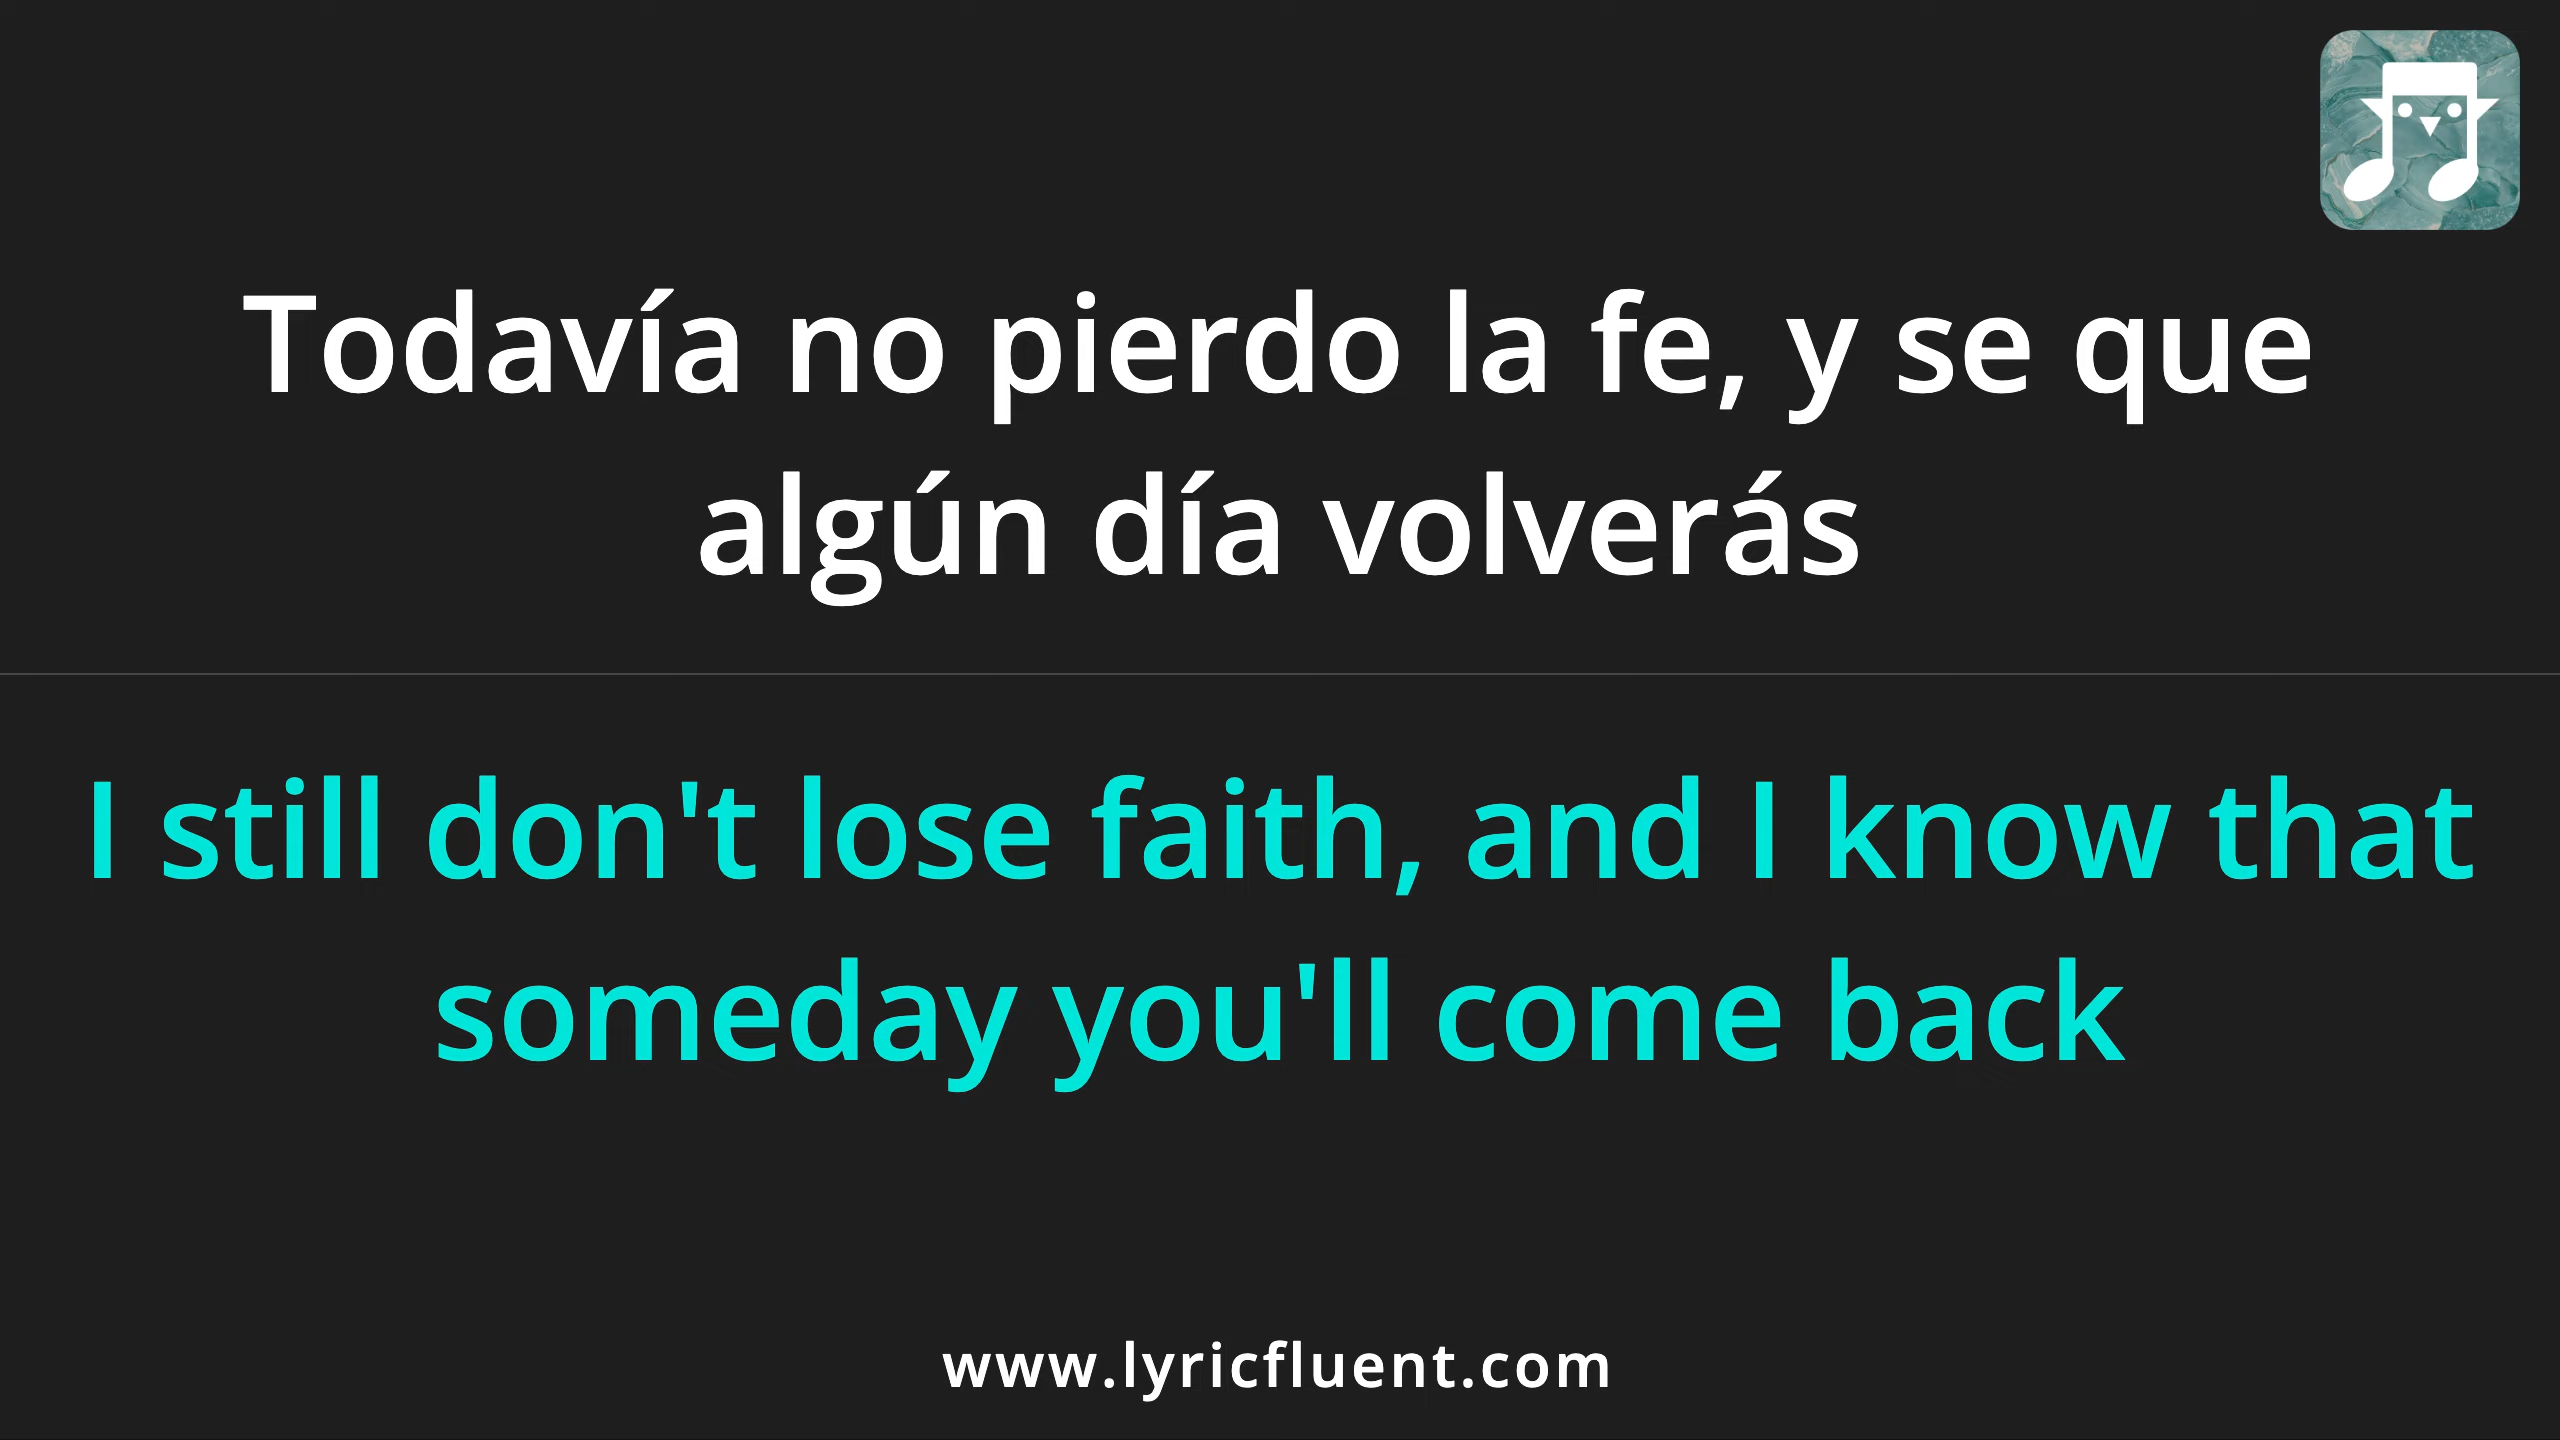 Todavía no pierdo la fe, y se que
algún día volverás
I still don't lose faith, and I know that
someday you'll come back
www.lyricfluent.com